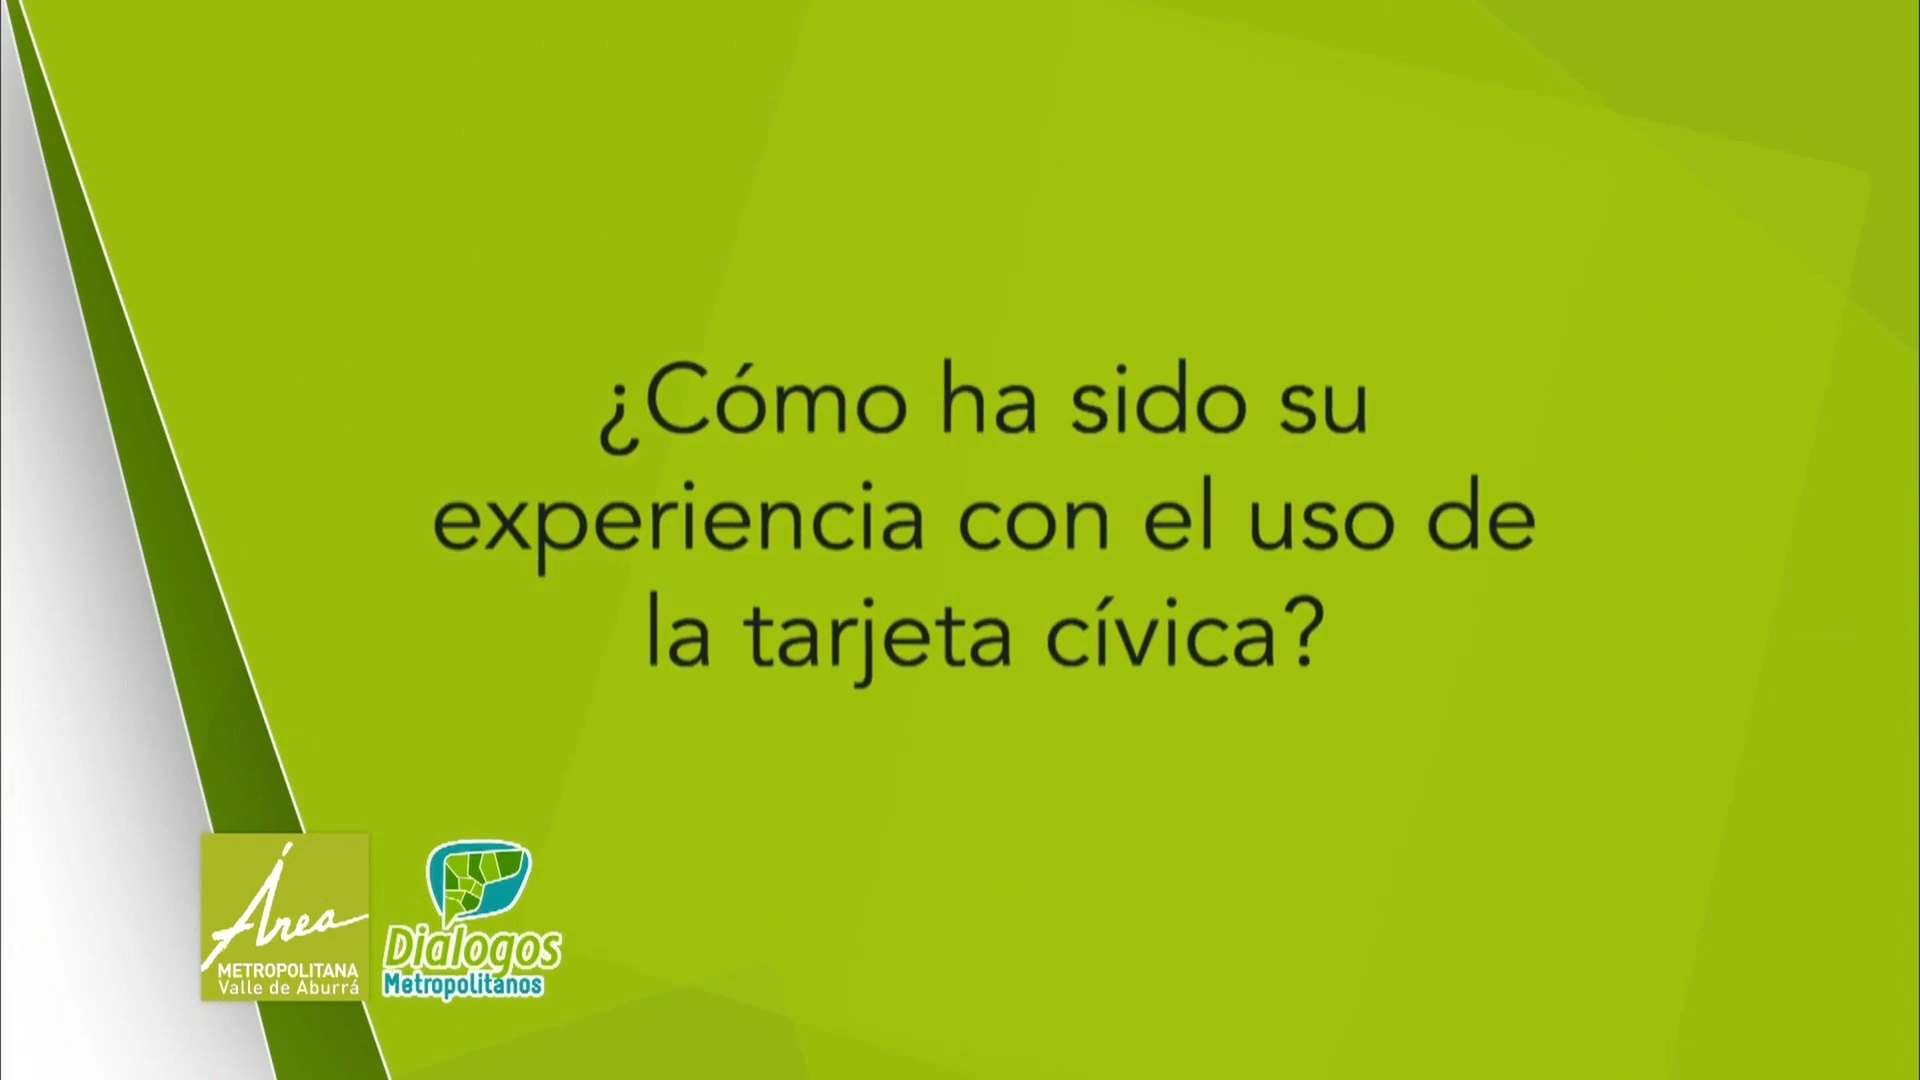 ¿Cómo ha sido su
experiencia con el uso de
la tarjeta cívica?
Área
METROPOLITANA
Valle de Aburrá
Dialogos
Metropolitanos